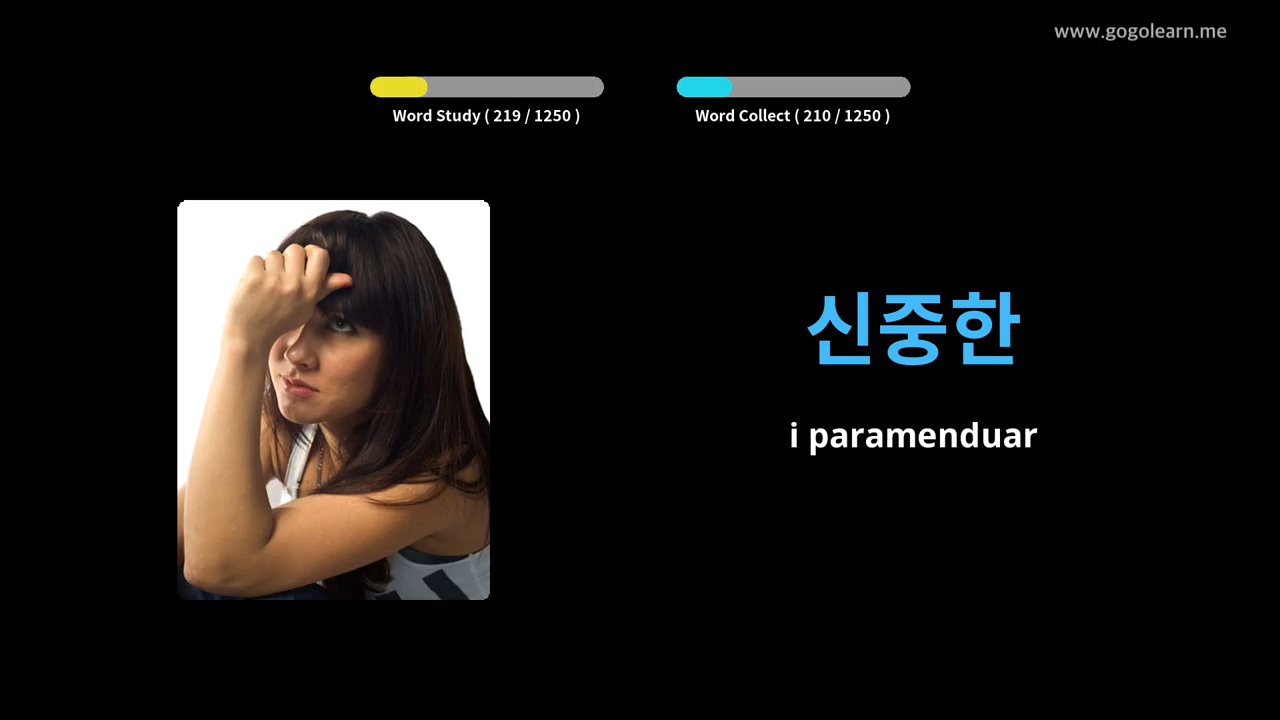 www.gogolearn.me
Word Study ( 219 / 1250 )
Word Collect ( 210 / 1250 )
신중한
i paramenduar